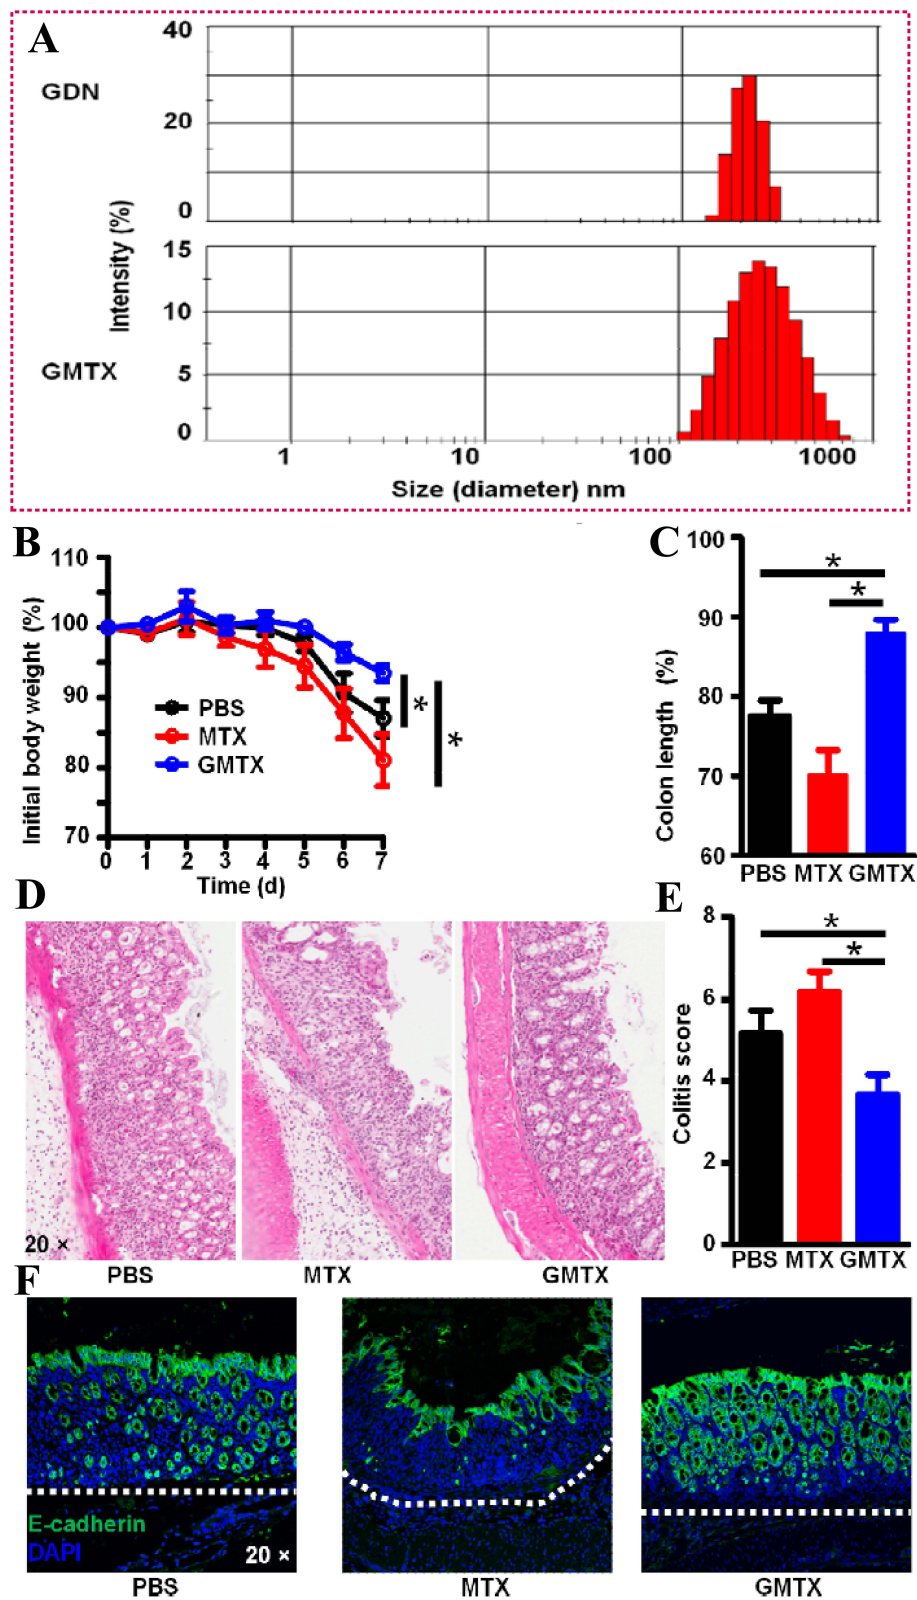 A
GDN
40
20
0
Intensity (%)
GMTX
15
10
5
0
1 10 100 1000
Size (diameter) nm
B
Initial body weight (%)
110
100
90
80
70
PBS
MTX
GMTX
*
*
0 1 2 3 4 5 6 7
Time (d)
C
Colon length (%)
100
90
80
70
60
*
*
PBS MTX GMTX
D
20 ×
PBS MTX GMTX
E
Colitis score
8
6
4
2
0
*
*
PBS MTX GMTX
F
E-cadherin
DAPI
20 ×
PBS MTX GMTX